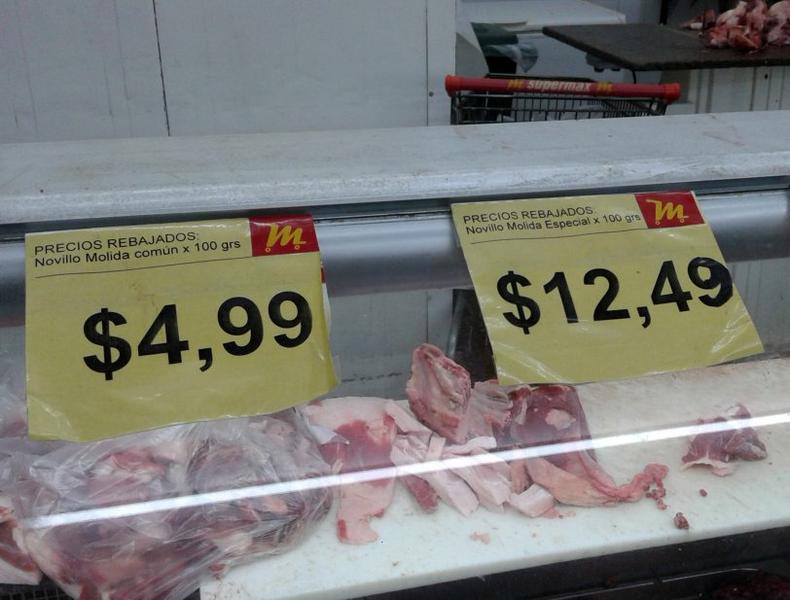 m supermax m
PRECIOS REBAJADOS:
Novillo Molida común x 100 grs
m
$4,99
PRECIOS REBAJADOS:
Novillo Molida Especial x 100 grs
m
$12,49